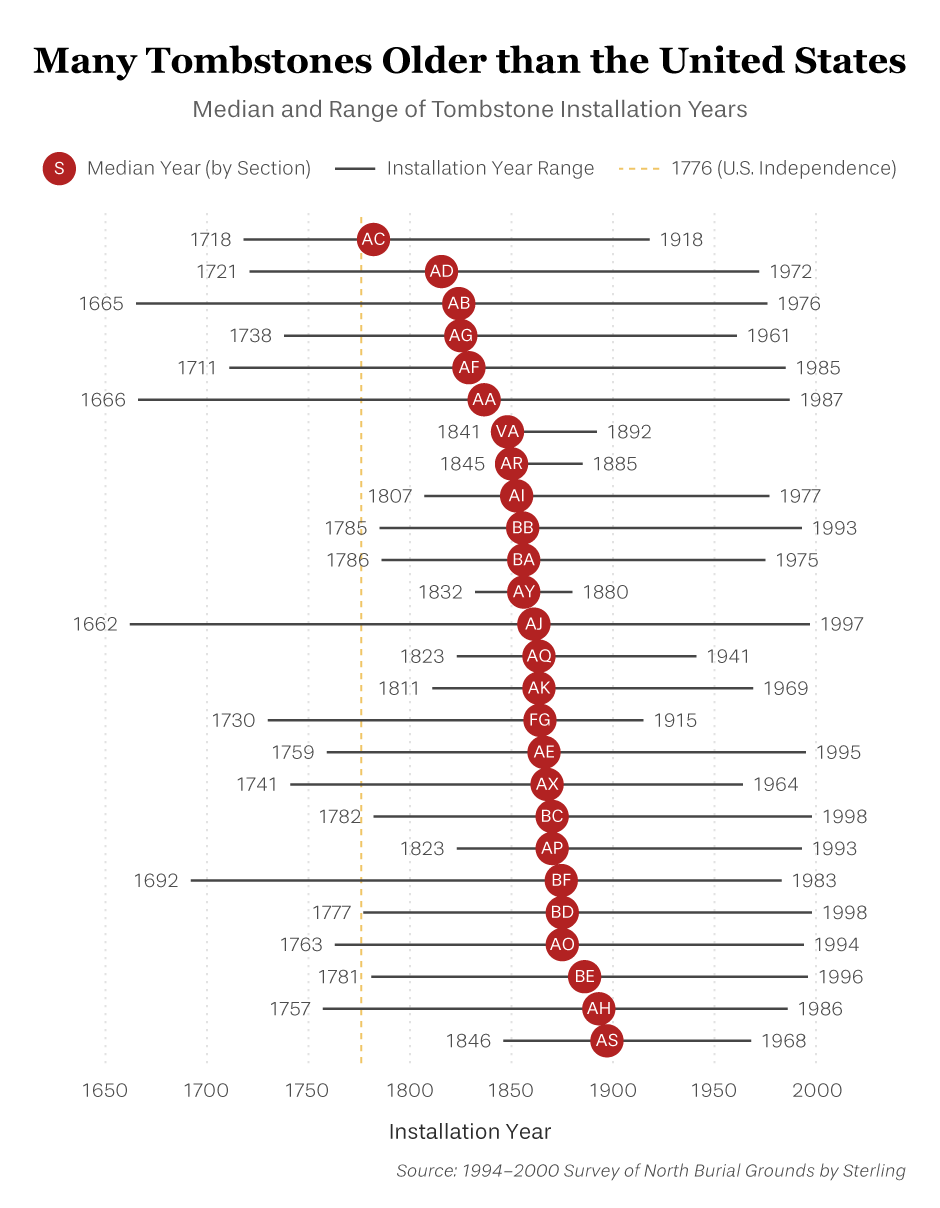 Many Tombstones Older than the United States
Median and Range of Tombstone Installation Years
S Median Year (by Section) Installation Year Range 1776 (U.S. Independence)
1718 AC 1918
1721 AD 1972
1665 AB 1976
1738 AG 1961
1711 AF 1985
1666 AA 1987
1841 VA 1892
1845 AR 1885
1807 AI 1977
1785 BB 1993
1786 BA 1975
1832 AY 1880
1662 AJ 1997
1823 AQ 1941
1811 AK 1969
1730 FG 1915
1759 AE 1995
1741 AX 1964
1782 BC 1998
1823 AP 1993
1692 BF 1983
1777 BD 1998
1763 AO 1994
1781 BE 1996
1757 AH 1986
1846 AS 1968
1650 1700 1750 1800 1850 1900 1950 2000
Installation Year
Source: 1994–2000 Survey of North Burial Grounds by Sterling